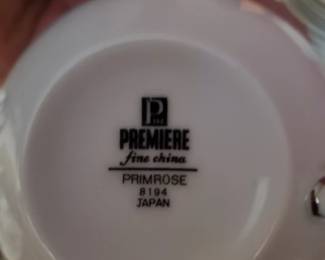 P
PREMIERE
fine china
PRIMROSE
8194
JAPAN